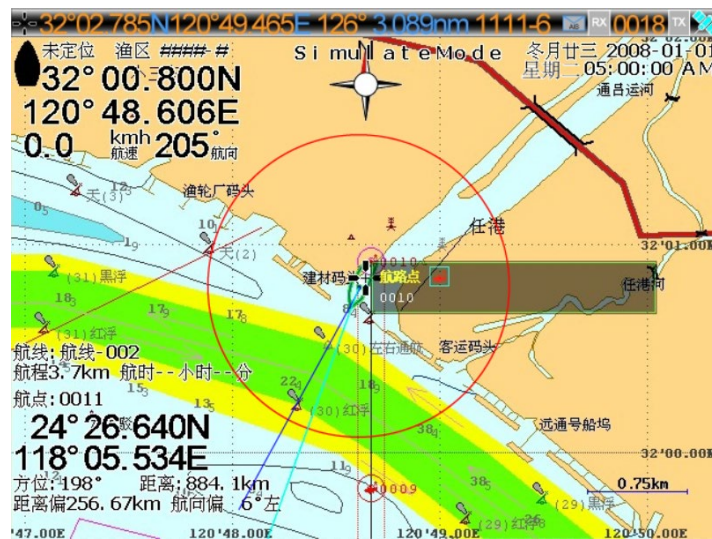 32°02.785N120°49.465E 126° 3.089nm 1111-6 RX 0018 TX
未定位 渔区 ####-#
SimulateMode
冬月廿三 2008-01-01
星期二 05:00:00 AM
32°00.800N
120°48.606E
0.0 kmh 航速 205° 航向
通吕运河
天(3)
渔轮厂码头
天(2)
任港
32°01.00N
0010
建材码头
航路点
0010
任港河
(31)黑浮
(31)红浮
(30)左右通航
客运码头
航线:航线-002
航程3.7km 航时--小时--分
航点:0011
(30)红浮
24°26.640N
118°05.534E
远通号船坞
32°00.00N
方位:198° 距离:884.1km
距离偏256.67km 航向偏 6°左
0009
0.75km
(29)黑浮
(29)红浮
47.00E
120°48.00E
120°49.00E
120°50.00E